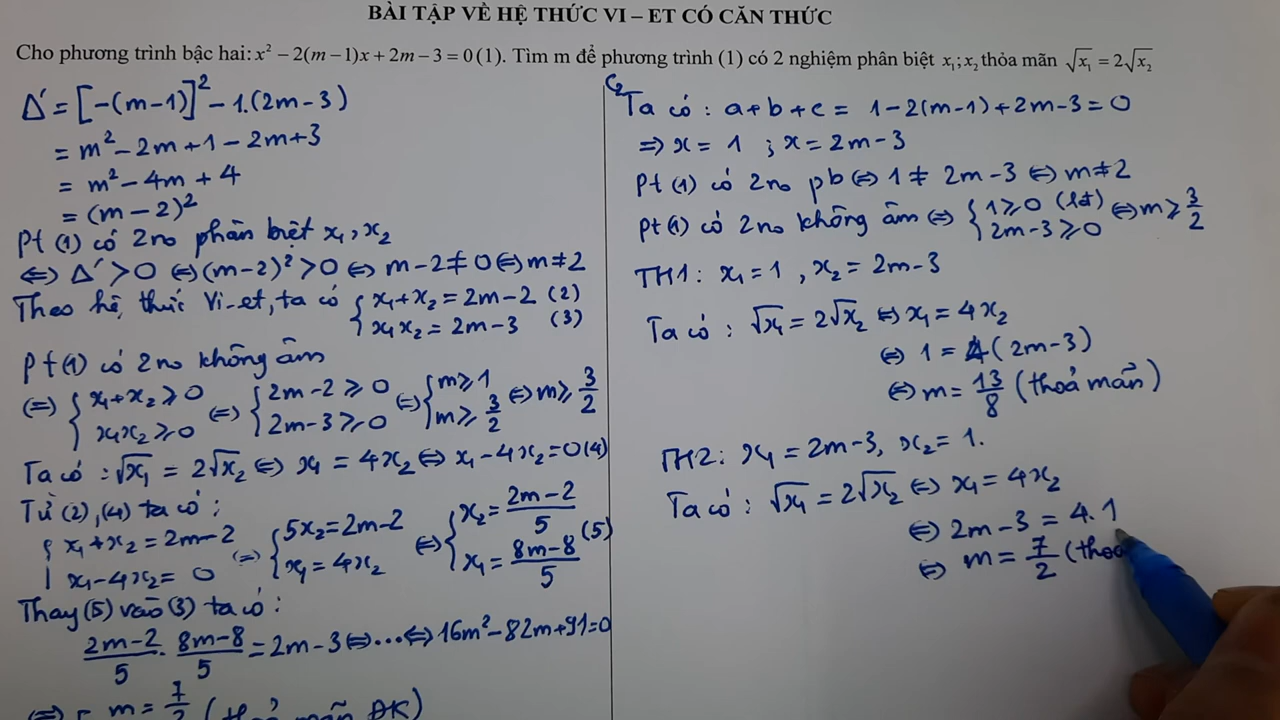 BÀI TẬP VỀ HỆ THỨC VI – ET CÓ CĂN THỨC
Cho phương trình bậc hai: x² − 2(m−1)x + 2m − 3 = 0 (1). Tìm m để phương trình (1) có 2 nghiệm phân biệt x₁; x₂ thỏa mãn √x₁ = 2√x₂
Δ' = [−(m−1)]² − 1.(2m−3)
= m² − 2m + 1 − 2m + 3
= m² − 4m + 4
= (m−2)²
Pt (1) có 2no phân biệt x₁, x₂
⇔ Δ' > 0 ⇔ (m−2)² > 0 ⇔ m−2 ≠ 0 ⇔ m ≠ 2
Theo hệ thức Vi-et, ta có { x₁ + x₂ = 2m−2 (2)
x₁x₂ = 2m−3 (3)
Pt (1) có 2no không âm
⇔ { x₁+x₂ ≥ 0 ⇔ { 2m−2 ≥ 0 ⇔ { m ≥ 1 ⇔ m ≥ 3/2
x₁x₂ ≥ 0 2m−3 ≥ 0 m ≥ 3/2
Ta có : √x₁ = 2√x₂ ⇔ x₁ = 4x₂ ⇔ x₁ − 4x₂ = 0 (4)
Từ (2), (4) ta có :
{ x₁ + x₂ = 2m−2 ⇔ { 5x₂ = 2m−2 ⇔ { x₂ = (2m−2)/5
x₁ − 4x₂ = 0 x₁ = 4x₂ x₁ = (8m−8)/5 (5)
Thay (5) vào (3) ta có :
(2m−2)/5 . (8m−8)/5 = 2m−3 ⇔ ... ⇔ 16m² − 82m + 91 = 0
⇔ [ m = 7/2 (thoả mãn ĐK)
C2
Ta có : a+b+c = 1 − 2(m−1) + 2m−3 = 0
⇒ x = 1 ; x = 2m−3
Pt (1) có 2no pb ⇔ 1 ≠ 2m−3 ⇔ m ≠ 2
Pt (1) có 2no không âm ⇔ { 1 ≥ 0 (lđ) ⇔ m ≥ 3/2
2m−3 ≥ 0
TH1 : x₁ = 1 , x₂ = 2m−3
Ta có : √x₁ = 2√x₂ ⇔ x₁ = 4x₂
⇔ 1 = 4(2m−3)
⇔ m = 13/8 (thoả mãn)
TH2 : x₁ = 2m−3, x₂ = 1.
Ta có : √x₁ = 2√x₂ ⇔ x₁ = 4x₂
⇔ 2m−3 = 4.1
⇔ m = 7/2 (thoả